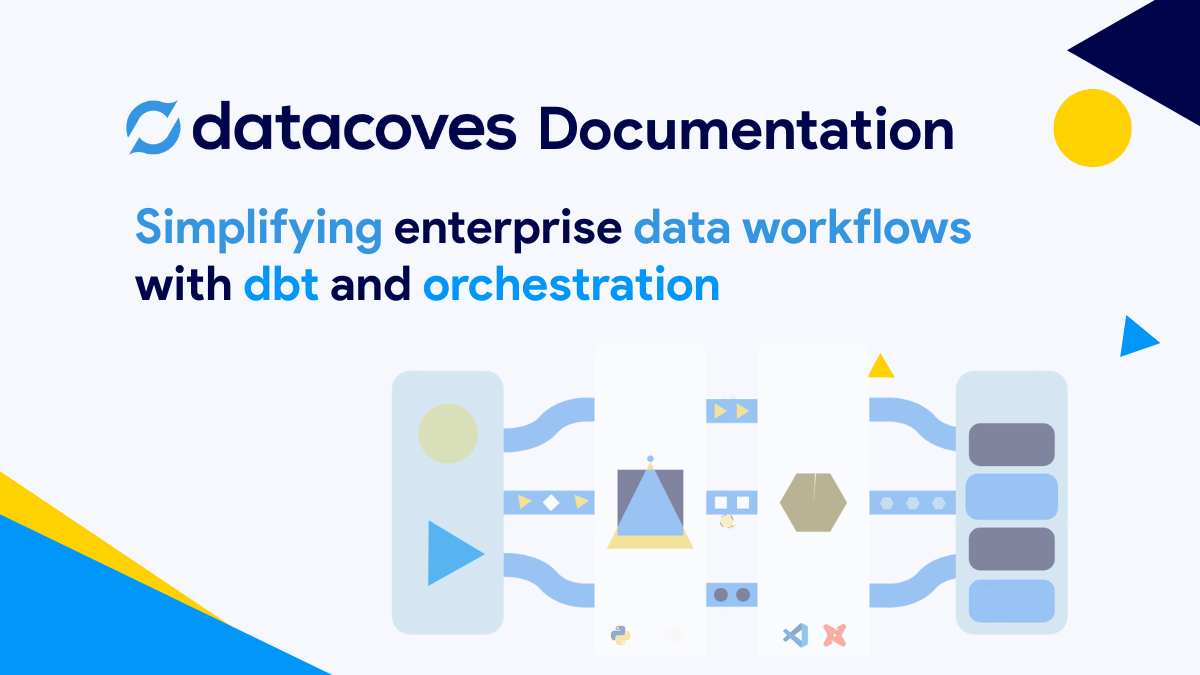 datacoves Documentation
Simplifying enterprise data workflows
with dbt and orchestration